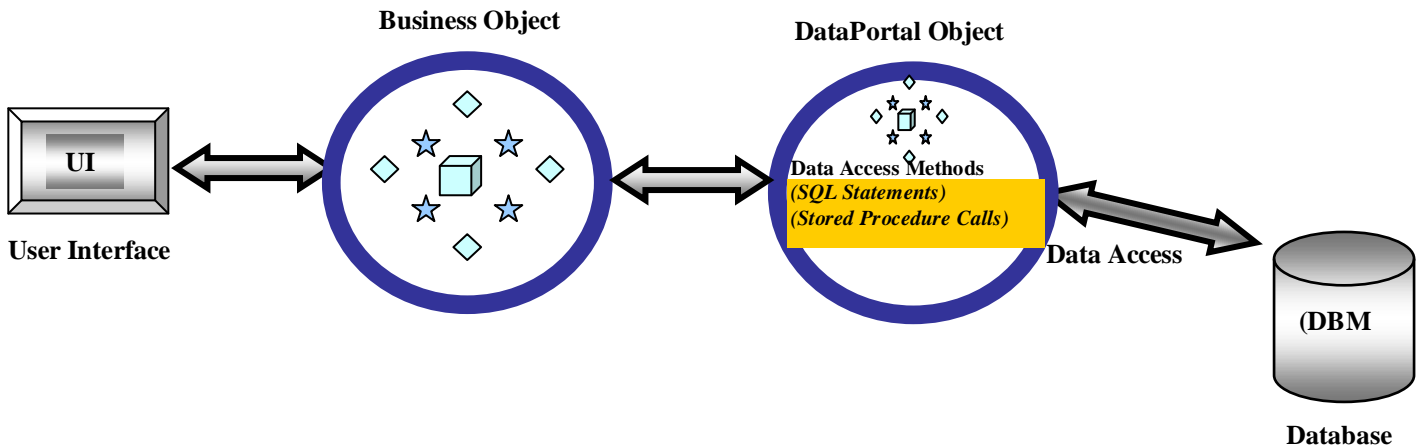 Business Object
DataPortal Object
UI
User Interface
Data Access Methods
(SQL Statements)
(Stored Procedure Calls)
Data Access
(DBM
Database